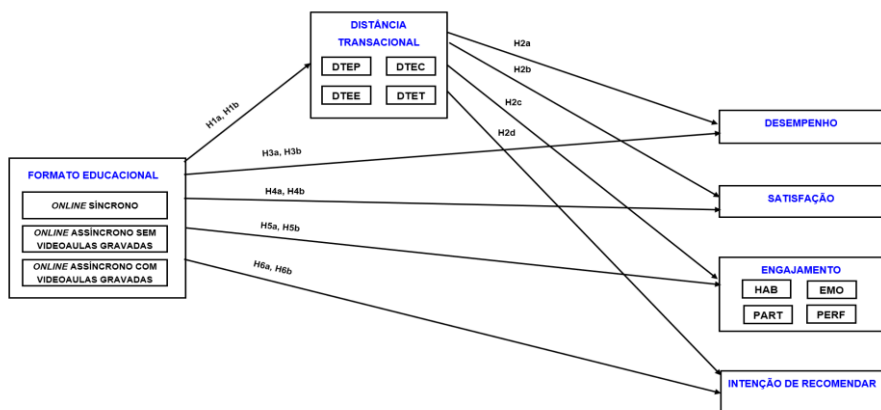 DISTÂNCIA
TRANSACIONAL
DTEP
DTEC
DTEE
DTET
H1a, H1b
H2a
H2b
H2c
H2d
H3a, H3b
H4a, H4b
H5a, H5b
H6a, H6b
FORMATO EDUCACIONAL
ONLINE SÍNCRONO
ONLINE ASSÍNCRONO SEM
VIDEOAULAS GRAVADAS
ONLINE ASSÍNCRONO COM
VIDEOAULAS GRAVADAS
DESEMPENHO
SATISFAÇÃO
ENGAJAMENTO
HAB
EMO
PART
PERF
INTENÇÃO DE RECOMENDAR